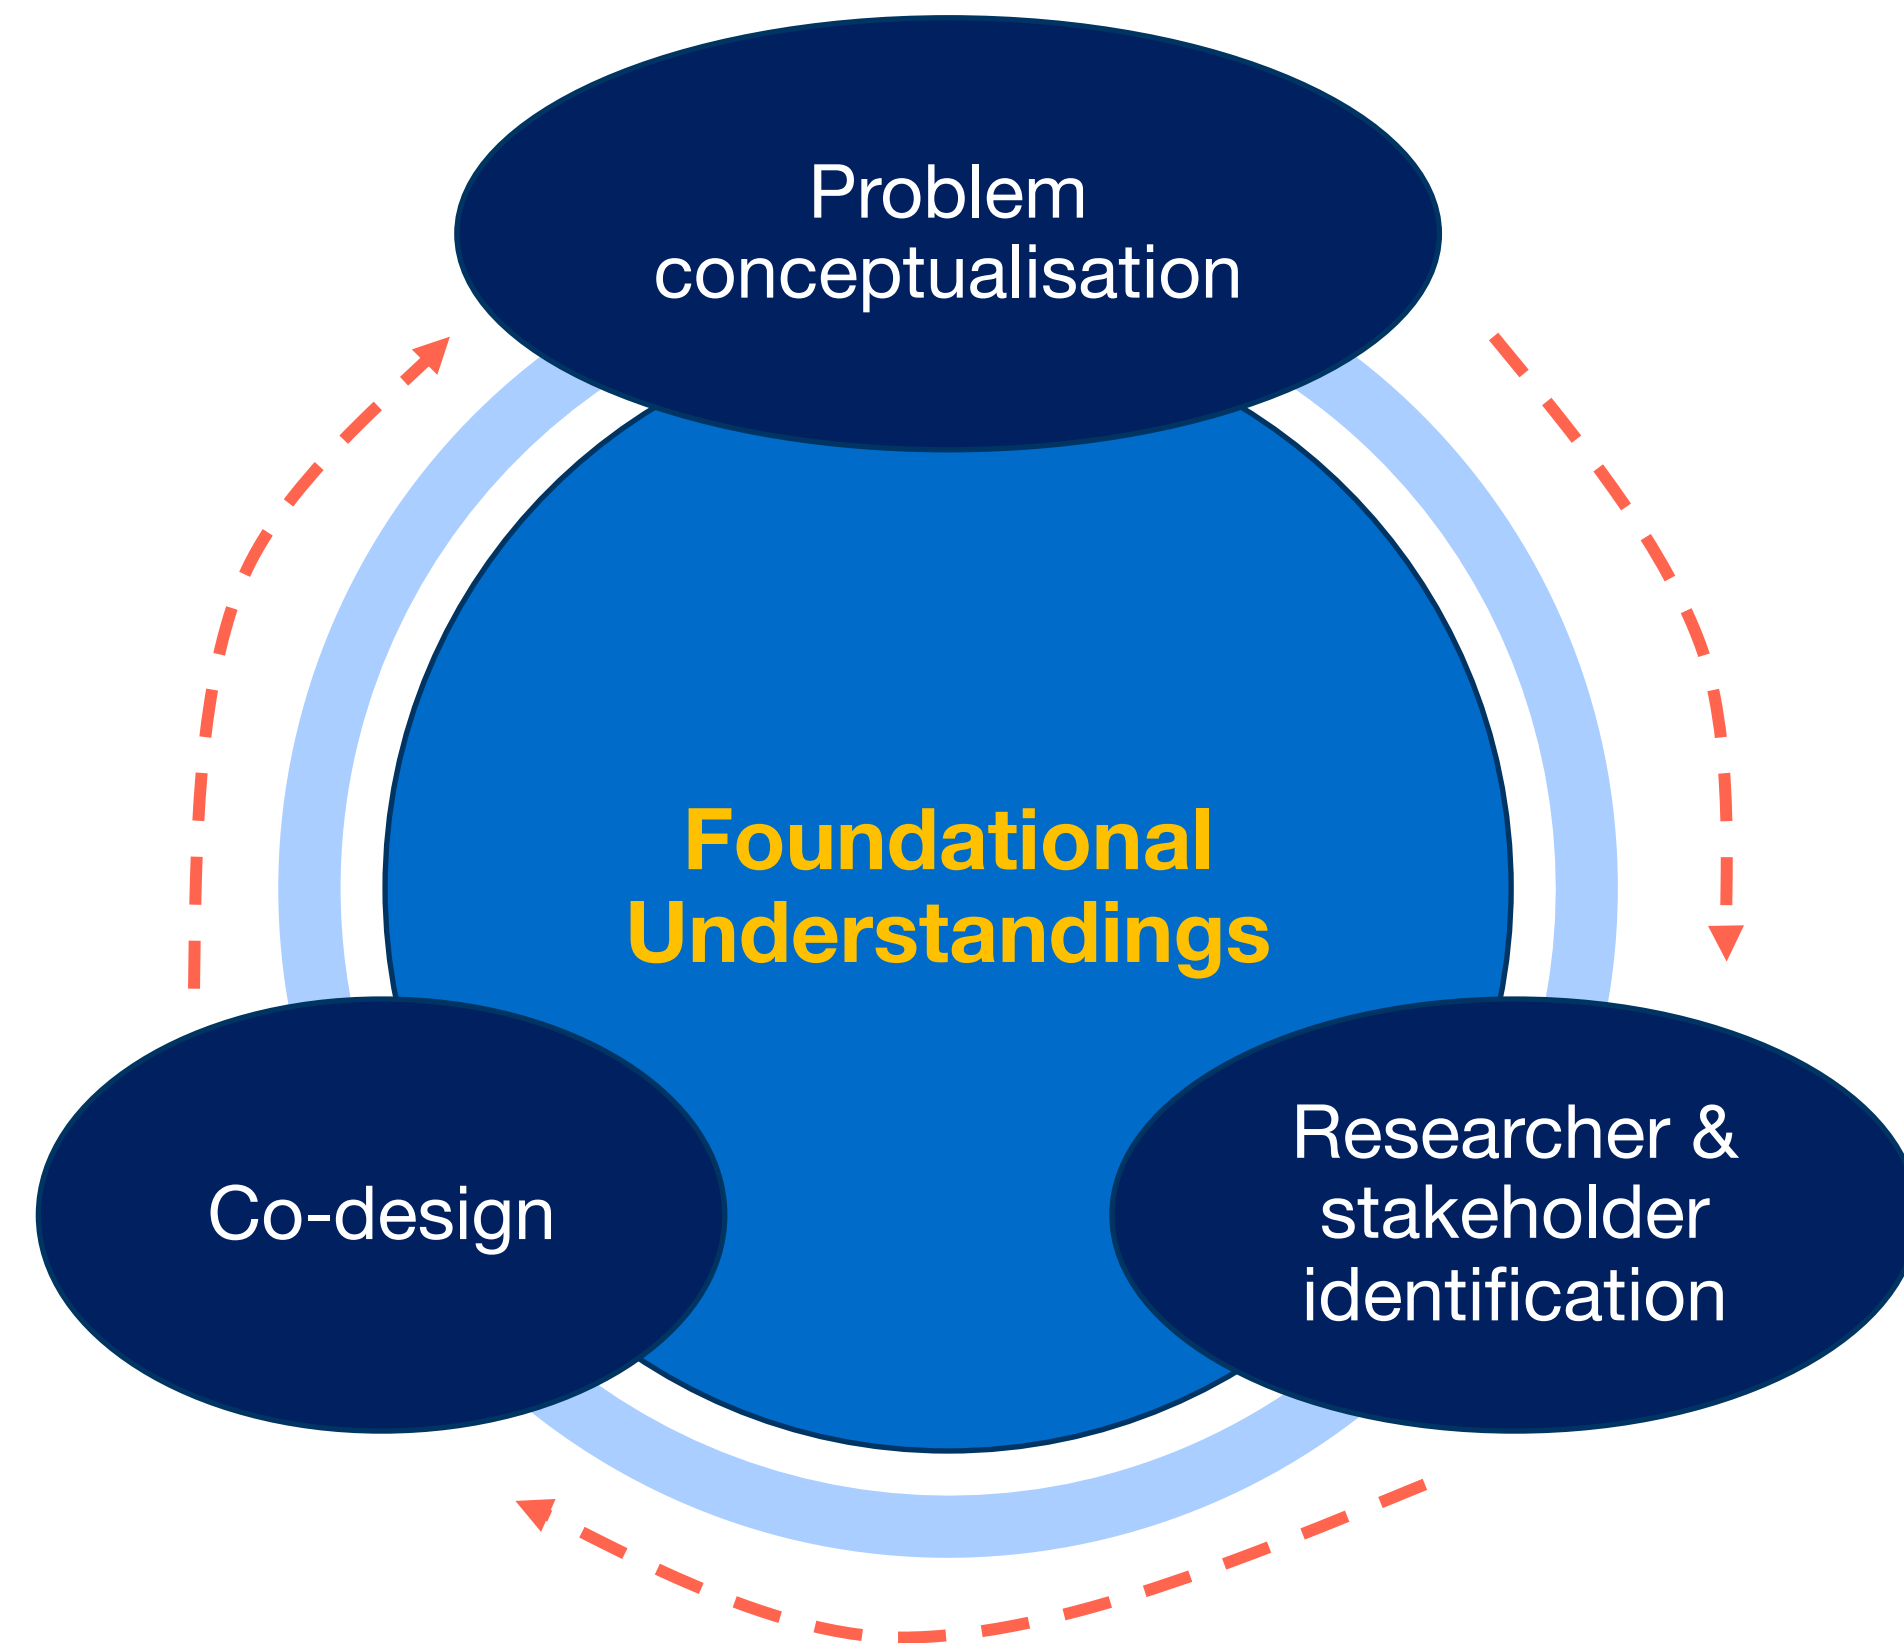 Problem
conceptualisation
Foundational
Understandings
Co-design
Researcher &
stakeholder
identification